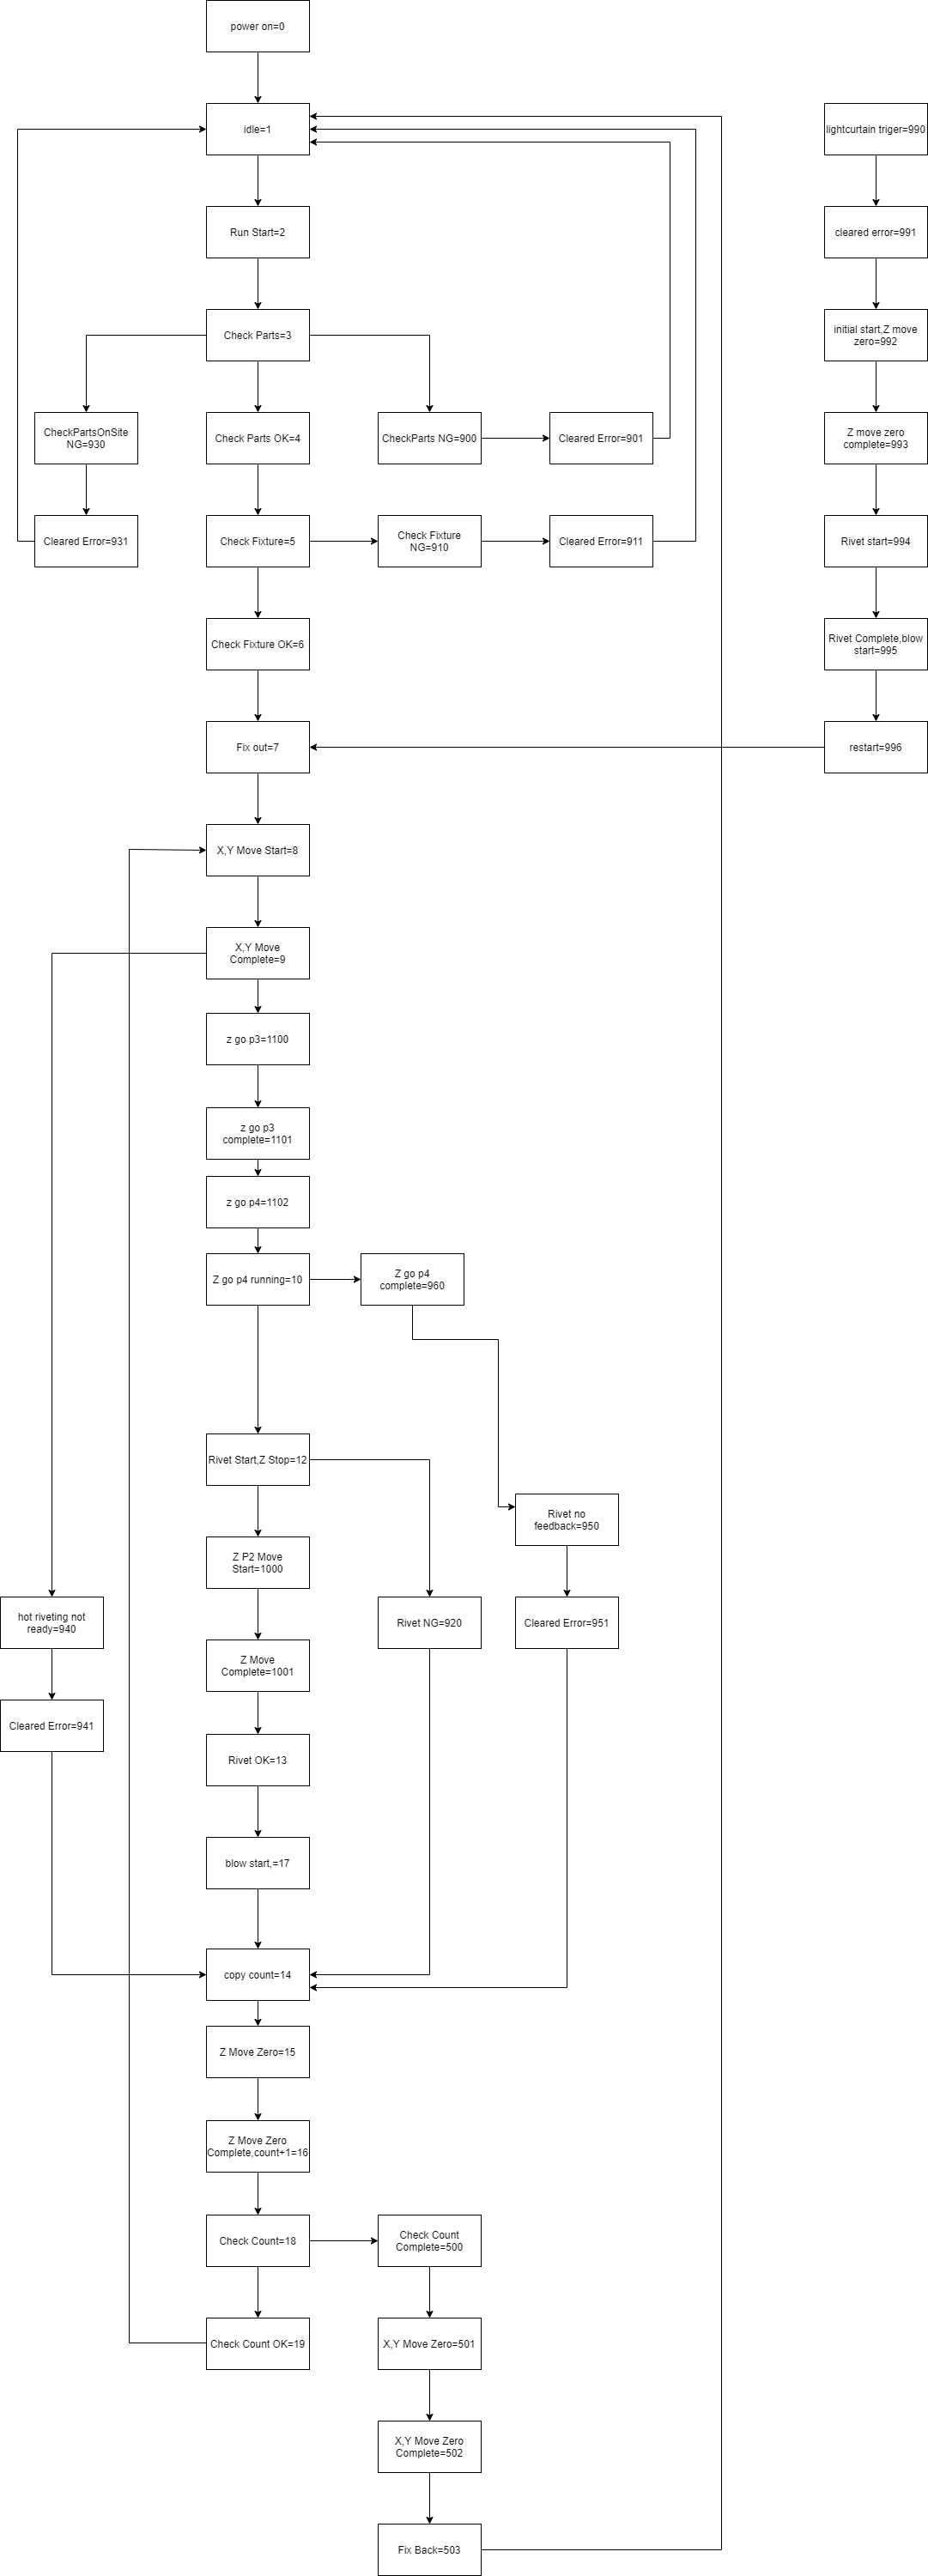 power on=0
idle=1
lightcurtain triger=990
Run Start=2
cleared error=991
Check Parts=3
initial start,Z move
zero=992
CheckPartsOnSite
NG=930
Check Parts OK=4
CheckParts NG=900
Cleared Error=901
Z move zero
complete=993
Cleared Error=931
Check Fixture=5
Check Fixture
NG=910
Cleared Error=911
Rivet start=994
Check Fixture OK=6
Rivet Complete,blow
start=995
Fix out=7
restart=996
X,Y Move Start=8
X,Y Move
Complete=9
z go p3=1100
z go p3
complete=1101
z go p4=1102
Z go p4 running=10
Z go p4
complete=960
Rivet Start,Z Stop=12
Rivet no
feedback=950
Z P2 Move
Start=1000
hot riveting not
ready=940
Rivet NG=920
Cleared Error=951
Z Move
Complete=1001
Cleared Error=941
Rivet OK=13
blow start,=17
copy count=14
Z Move Zero=15
Z Move Zero
Complete,count+1=16
Check Count=18
Check Count
Complete=500
Check Count OK=19
X,Y Move Zero=501
X,Y Move Zero
Complete=502
Fix Back=503